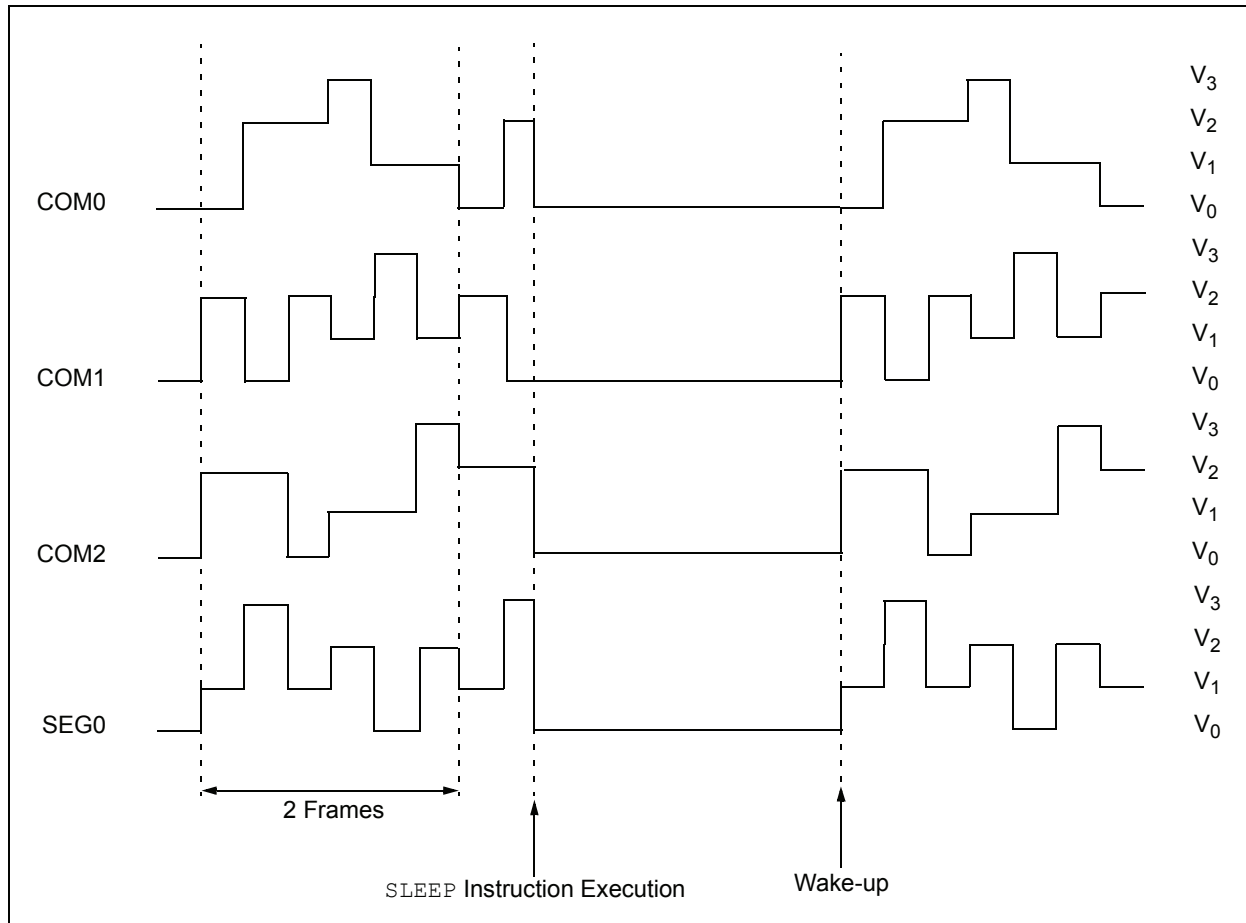 V₃
V₂
V₁
COM0
V₀
V₃
V₂
V₁
COM1
V₀
V₃
V₂
V₁
COM2
V₀
V₃
V₂
V₁
SEG0
V₀
2 Frames
SLEEP Instruction Execution
Wake-up